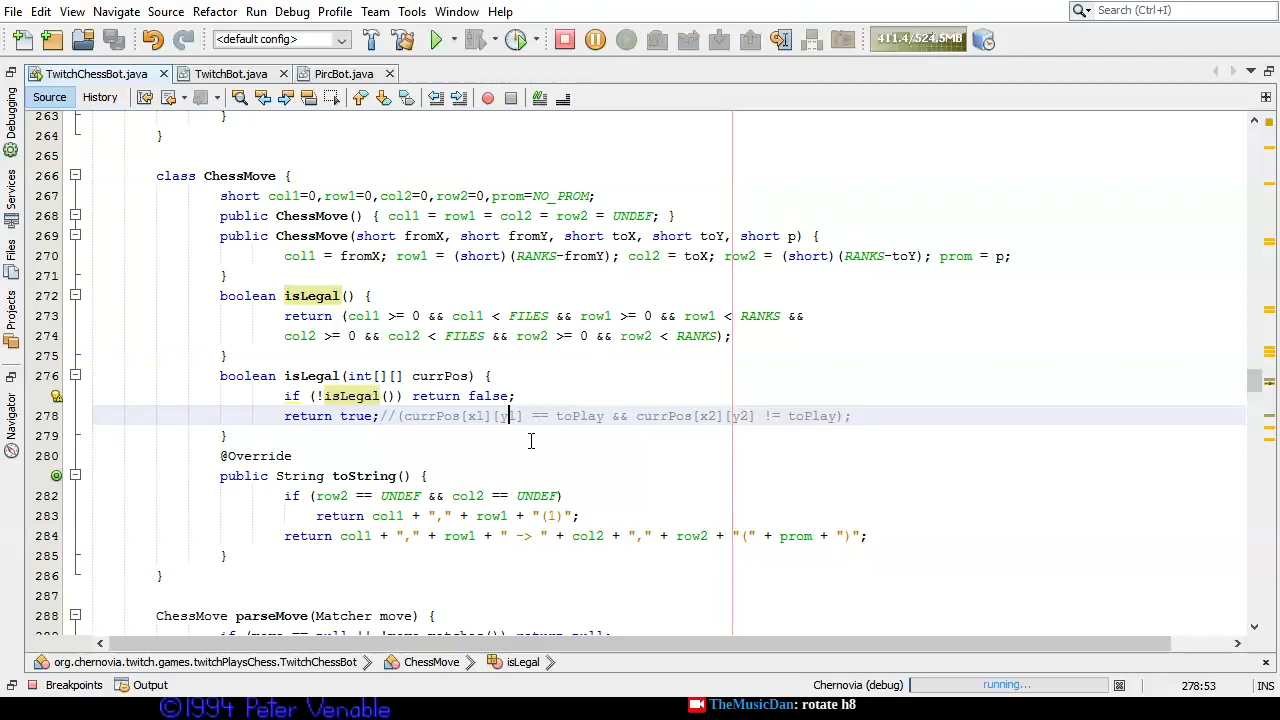 File Edit View Navigate Source Refactor Run Debug Profile Team Tools Window Help Search (Ctrl+I)
<default config> 411.4/524.5MB
TwitchChessBot.java TwitchBot.java PircBot.java
Source History
Debugging
Services
Files
Projects
Navigator
263 }
264 }
265
266 class ChessMove {
267 short col1=0,row1=0,col2=0,row2=0,prom=NO_PROM;
268 public ChessMove() { col1 = row1 = col2 = row2 = UNDEF; }
269 public ChessMove(short fromX, short fromY, short toX, short toY, short p) {
270 col1 = fromX; row1 = (short)(RANKS-fromY); col2 = toX; row2 = (short)(RANKS-toY); prom = p;
271 }
272 boolean isLegal() {
273 return (col1 >= 0 && col1 < FILES && row1 >= 0 && row1 < RANKS &&
274 col2 >= 0 && col2 < FILES && row2 >= 0 && row2 < RANKS);
275 }
276 boolean isLegal(int[][] currPos) {
if (!isLegal()) return false;
278 return true;//(currPos[x1][y1] == toPlay && currPos[x2][y2] != toPlay);
279 }
280 @Override
public String toString() {
282 if (row2 == UNDEF && col2 == UNDEF)
283 return col1 + "," + row1 + "(1)";
284 return col1 + "," + row1 + " -> " + col2 + "," + row2 + "(" + prom + ")";
285 }
286 }
287
288 ChessMove parseMove(Matcher move) {
org.chernovia.twitch.games.twitchPlaysChess.TwitchChessBot ChessMove isLegal
Breakpoints Output Chernovia (debug) running... 278:53 INS
©1994 Peter Venable TheMusicDan: rotate h8